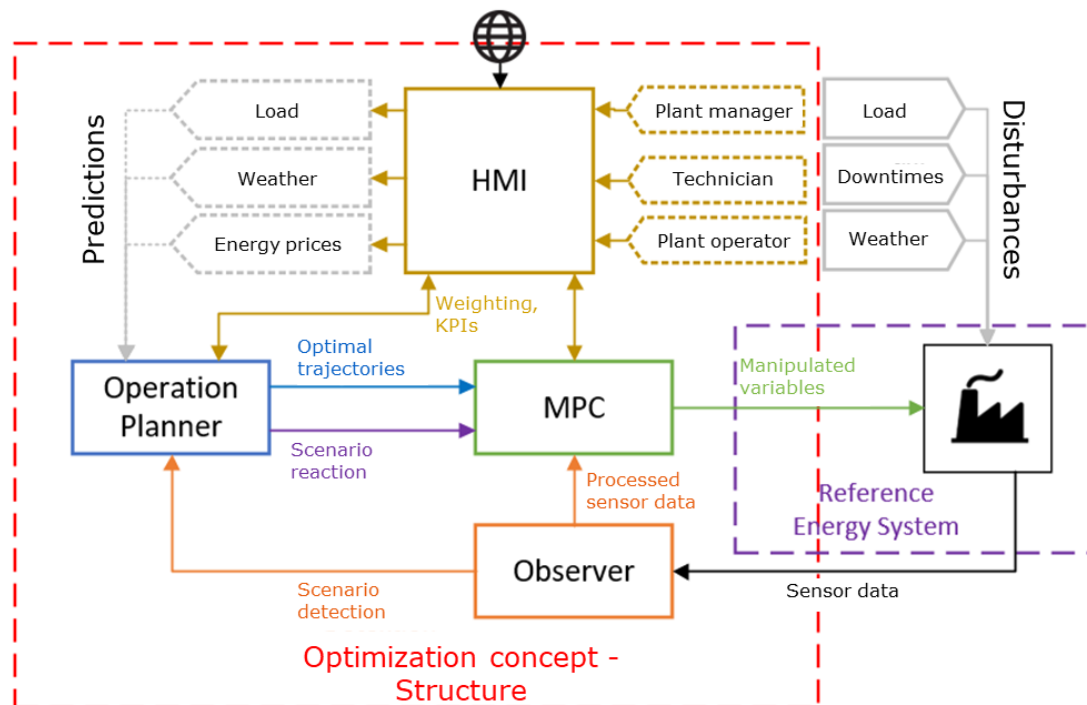 Predictions
Load
Weather
Energy prices
HMI
Plant manager
Technician
Plant operator
Load
Downtimes
Weather
Disturbances
Weighting,
KPIs
Operation
Planner
Optimal
trajectories
Scenario
reaction
MPC
Manipulated
variables
Processed
sensor data
Reference
Energy System
Observer
Scenario
detection
Sensor data
Optimization concept -
Structure